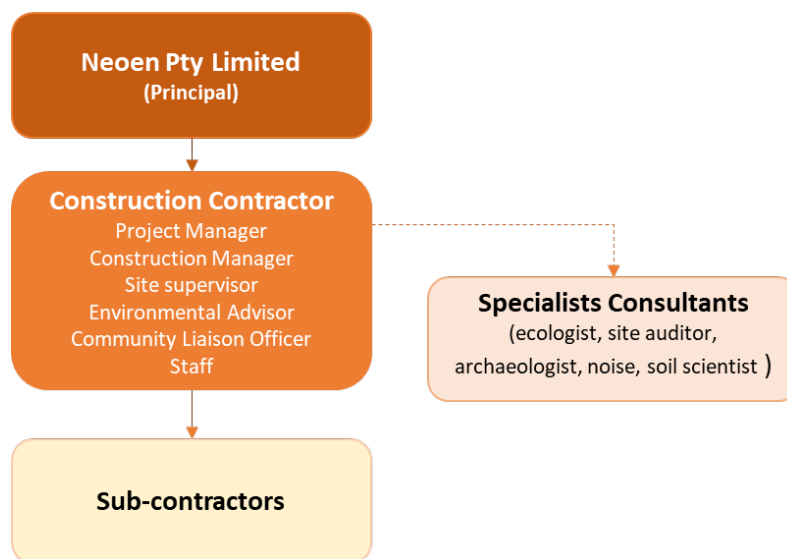 Neoen Pty Limited
(Principal)
Construction Contractor
Project Manager
Construction Manager
Site supervisor
Environmental Advisor
Community Liaison Officer
Staff
Specialists Consultants
(ecologist, site auditor,
archaeologist, noise, soil scientist )
Sub-contractors